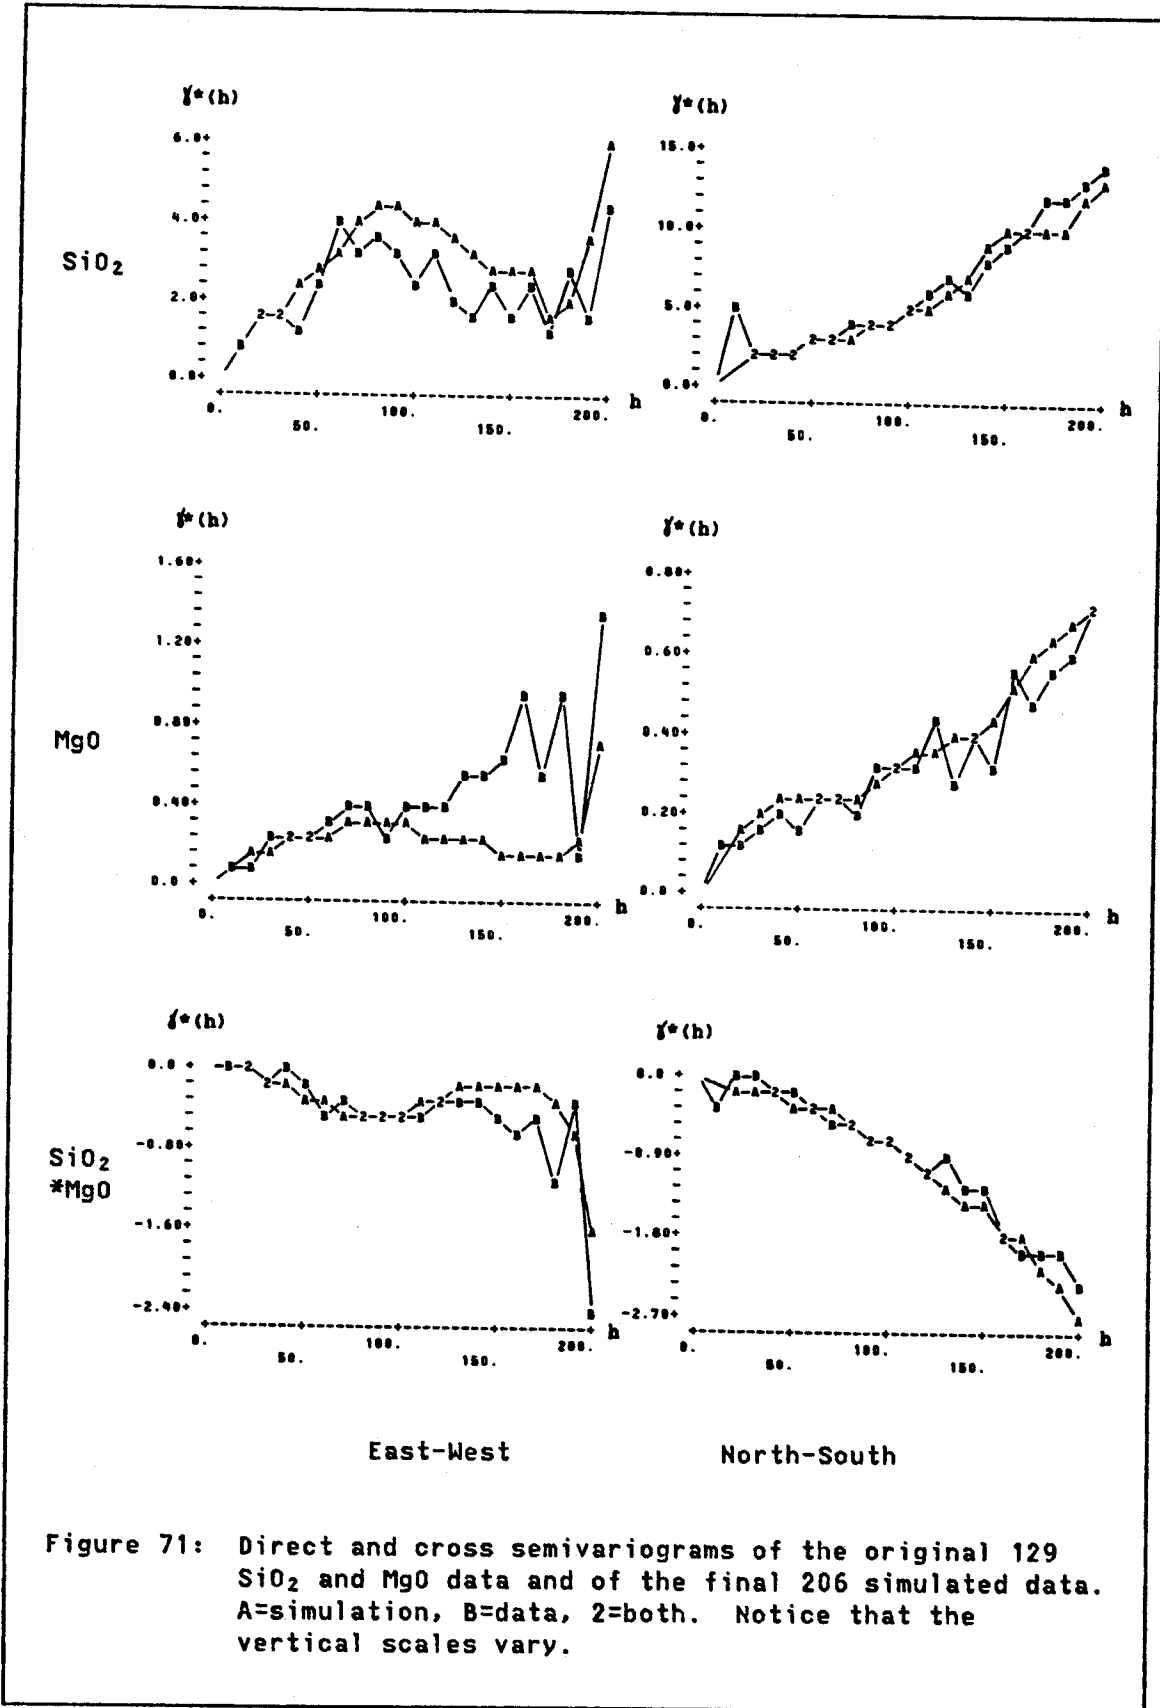 γ*(h) γ*(h)
6.0+ 15.0+
4.0+ 10.0+
SiO₂
2.0+ 5.0+
0.0+ 0.0+
0. 50. 100. 150. 200. h 0. 50. 100. 150. 200. h
γ*(h) γ*(h)
1.60+ 0.80+
1.20+ 0.60+
MgO
0.80+ 0.40+
0.40+ 0.20+
0.0 + 0.0 +
0. 50. 100. 150. 200. h 0. 50. 100. 150. 200. h
γ*(h) γ*(h)
0.0 + 0.0 +
-0.80+ -0.90+
SiO₂
*MgO
-1.60+ -1.80+
-2.40+ -2.70+
0. 50. 100. 150. 200. h 0. 50. 100. 150. 200. h
East-West North-South
Figure 71: Direct and cross semivariograms of the original 129
SiO₂ and MgO data and of the final 206 simulated data.
A=simulation, B=data, 2=both. Notice that the
vertical scales vary.